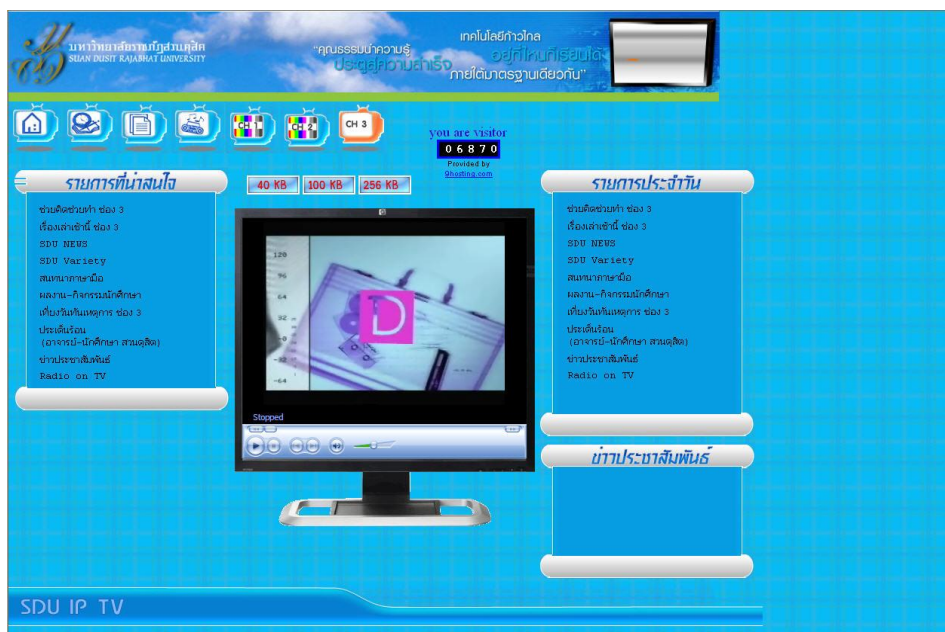 มหาวิทยาลัยราชภัฏสวนดุสิต
SUAN DUSIT RAJABHAT UNIVERSITY
"คุณธรรมนำความรู้
ประตูสู่ความสำเร็จ
เทคโนโลยีก้าวไกล
อยู่ที่ไหนก็เรียนได้
ภายใต้มาตรฐานเดียวกัน"
CH 1
CH 2
CH 3
you are visitor
06870
Provided by
9hosting.com
รายการที่น่าสนใจ
ช่วยคิดช่วยทำ ช่อง 3
เรื่องเล่าเช้านี้ ช่อง 3
SDU NEWS
SDU Variety
สนทนาภาษามือ
ผลงาน-กิจกรรมนักศึกษา
เที่ยงวันทันเหตุการ ช่อง 3
ประเด็นร้อน
(อาจารย์-นักศึกษา สวนดุสิต)
ข่าวประชาสัมพันธ์
Radio on TV
40 KB
100 KB
256 KB
128
96
64
32
0
-32
-64
D
Stopped
รายการประจำวัน
ช่วยคิดช่วยทำ ช่อง 3
เรื่องเล่าเช้านี้ ช่อง 3
SDU NEWS
SDU Variety
สนทนาภาษามือ
ผลงาน-กิจกรรมนักศึกษา
เที่ยงวันทันเหตุการ ช่อง 3
ประเด็นร้อน
(อาจารย์-นักศึกษา สวนดุสิต)
ข่าวประชาสัมพันธ์
Radio on TV
ข่าวประชาสัมพันธ์
SDU IP TV